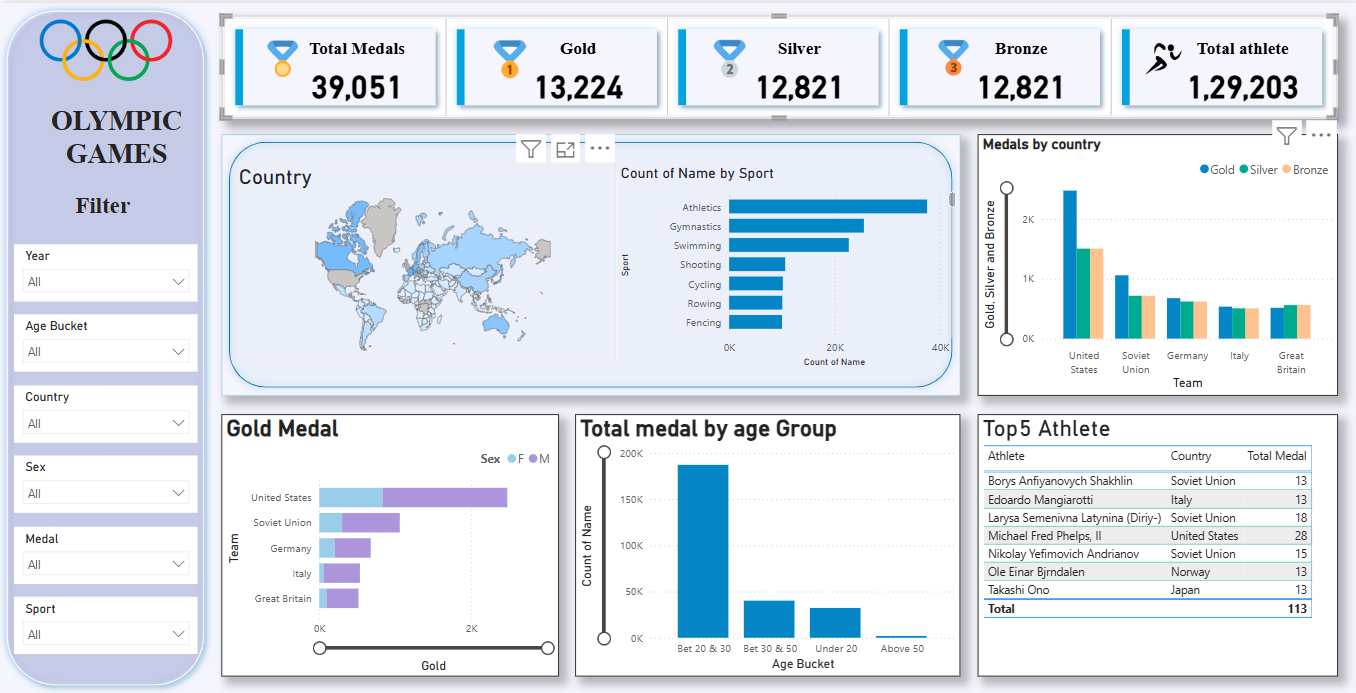 OLYMPIC
GAMES
Filter
Year
All
Age Bucket
All
Country
All
Sex
All
Medal
All
Sport
All
Total Medals
39,051
1
Gold
13,224
2
Silver
12,821
3
Bronze
12,821
Total athlete
1,29,203
Country
Count of Name by Sport
Sport
Athletics
Gymnastics
Swimming
Shooting
Cycling
Rowing
Fencing
0K 20K 40K
Count of Name
Medals by country
Gold Silver Bronze
Gold, Silver and Bronze
2K
1K
0K
United States
Soviet Union
Germany
Italy
Great Britain
Team
Gold Medal
Sex F M
Team
United States
Soviet Union
Germany
Italy
Great Britain
0K 2K
Gold
Total medal by age Group
Count of Name
200K
150K
100K
50K
0K
Bet 20 & 30 Bet 30 & 50 Under 20 Above 50
Age Bucket
Top5 Athlete
Athlete Country Total Medal
Borys Anfiyanovych Shakhlin Soviet Union 13
Edoardo Mangiarotti Italy 13
Larysa Semenivna Latynina (Diriy-) Soviet Union 18
Michael Fred Phelps, II United States 28
Nikolay Yefimovich Andrianov Soviet Union 15
Ole Einar Bjrndalen Norway 13
Takashi Ono Japan 13
Total 113